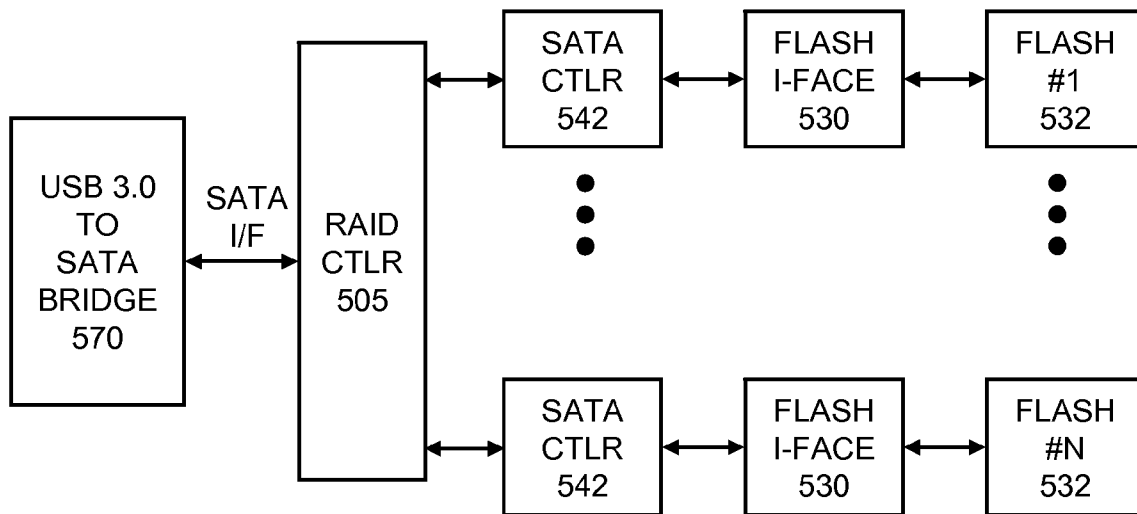 USB 3.0
TO
SATA
BRIDGE
570
SATA
I/F
RAID
CTLR
505
SATA
CTLR
542
FLASH
I-FACE
530
FLASH
#1
532
SATA
CTLR
542
FLASH
I-FACE
530
FLASH
#N
532